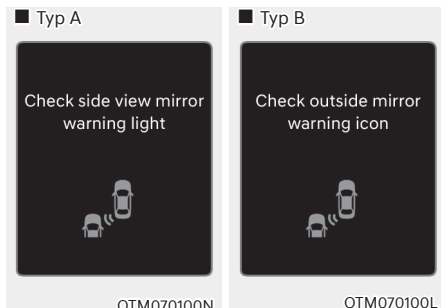 ■ Typ A
Check side view mirror
warning light
OTM070100N
■ Typ B
Check outside mirror
warning icon
OTM070100L